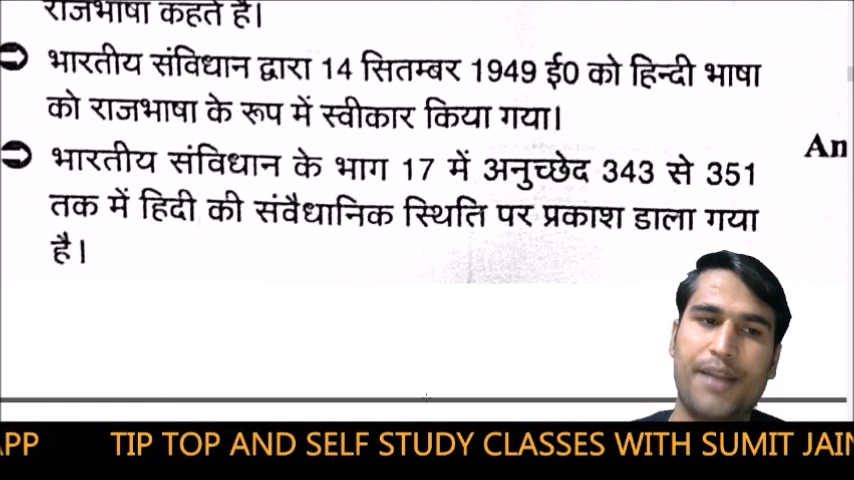 राजभाषा कहते हैं।
⇒ भारतीय संविधान द्वारा 14 सितम्बर 1949 ई0 को हिन्दी भाषा
को राजभाषा के रूप में स्वीकार किया गया।
⇒ भारतीय संविधान के भाग 17 में अनुच्छेद 343 से 351
तक में हिदी की संवैधानिक स्थिति पर प्रकाश डाला गया
है।
An
APP TIP TOP AND SELF STUDY CLASSES WITH SUMIT JAIN